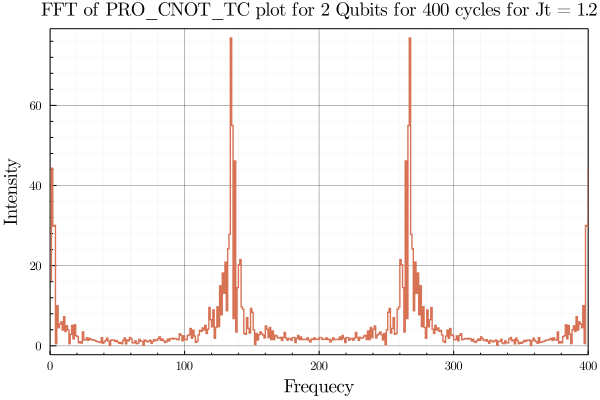 FFT of PRO_CNOT_TC plot for 2 Qubits for 400 cycles for Jt = 1.2
Intensity
60
40
20
0
0 100 200 300 400
Frequecy